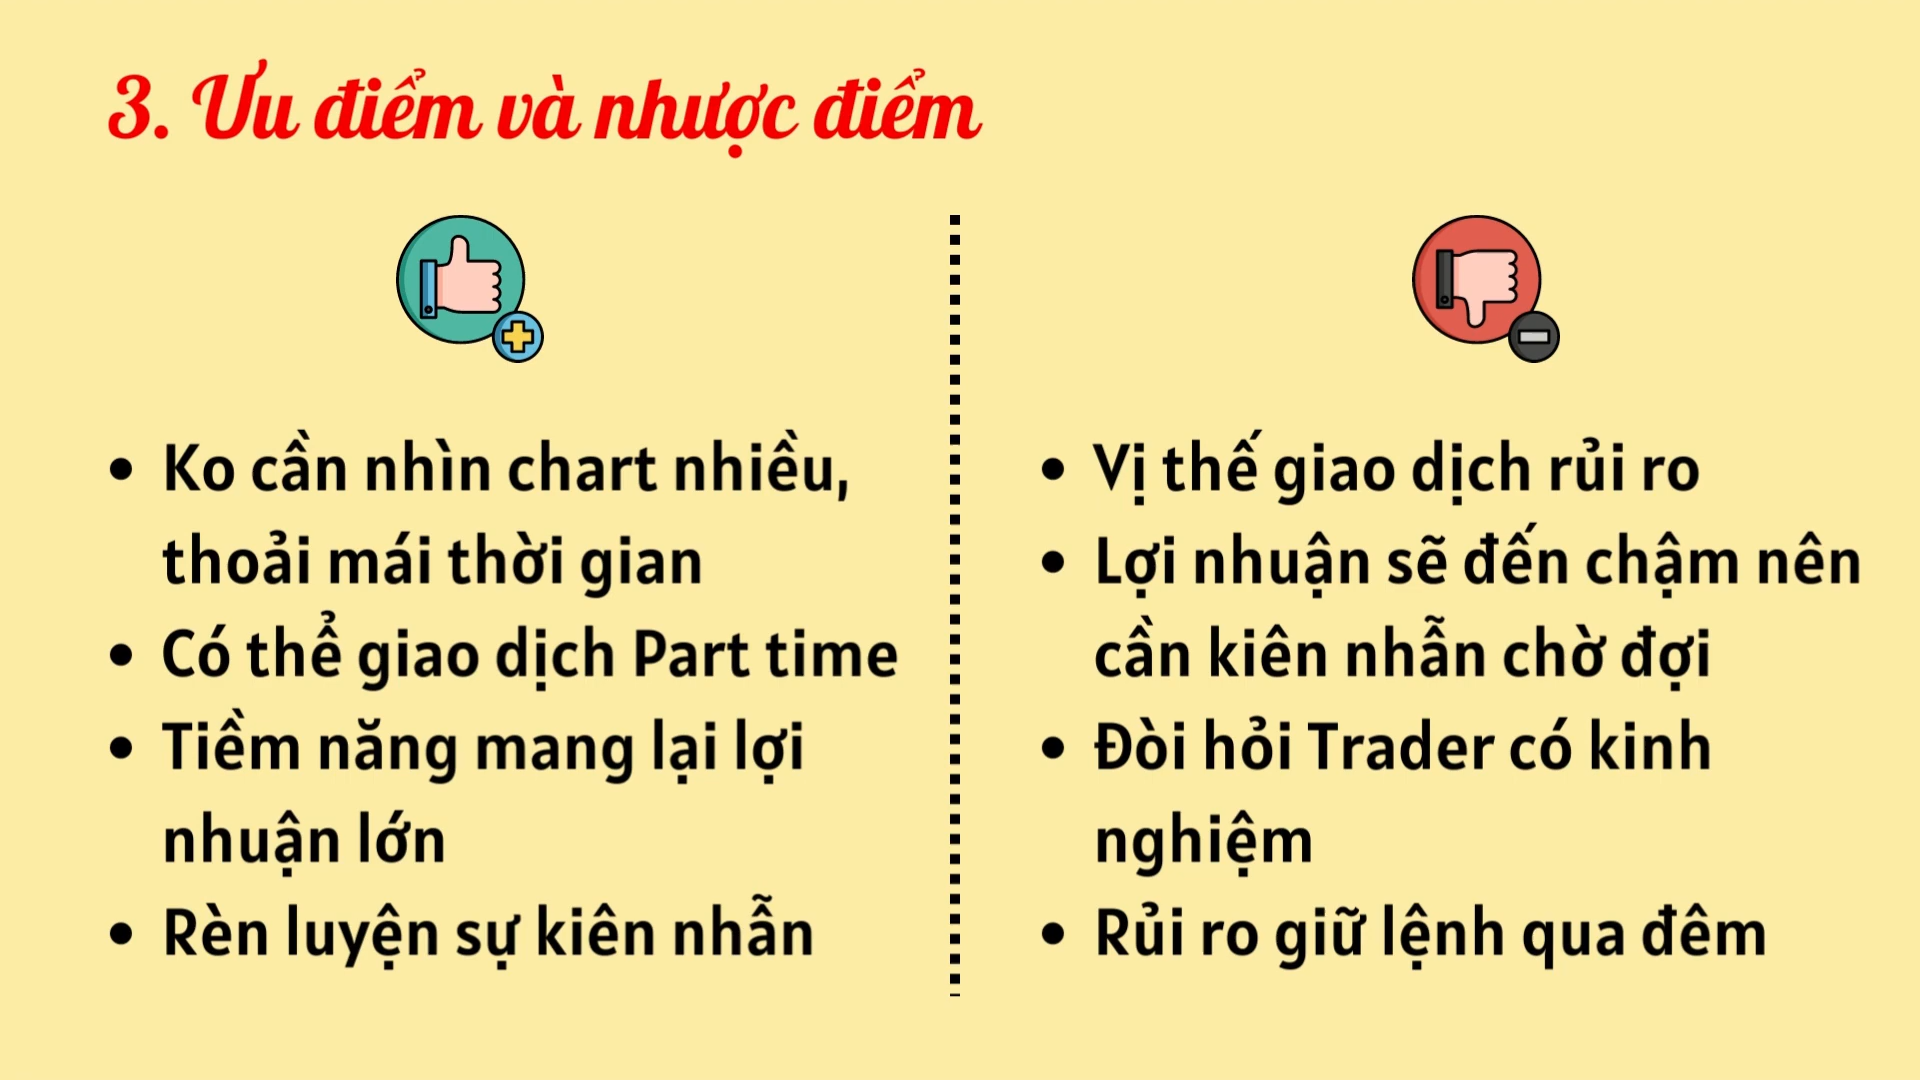 3. Ưu điểm và nhược điểm
• Ko cần nhìn chart nhiều,
thoải mái thời gian
• Có thể giao dịch Part time
• Tiềm năng mang lại lợi
nhuận lớn
• Rèn luyện sự kiên nhẫn
• Vị thế giao dịch rủi ro
• Lợi nhuận sẽ đến chậm nên
cần kiên nhẫn chờ đợi
• Đòi hỏi Trader có kinh
nghiệm
• Rủi ro giữ lệnh qua đêm